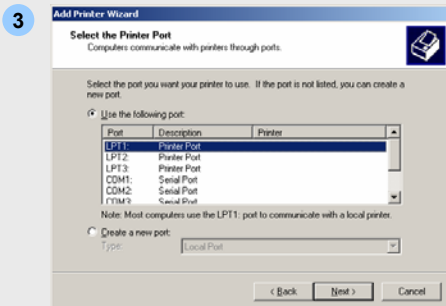 3
Add Printer Wizard
Select the Printer Port
Computers communicate with printers through ports.
Select the port you want your printer to use. If the port is not listed, you can create a
new port.
Use the following port:
Port Description Printer
LPT1: Printer Port
LPT2: Printer Port
LPT3: Printer Port
COM1: Serial Port
COM2: Serial Port
COM3: Serial Port
Note: Most computers use the LPT1: port to communicate with a local printer.
Create a new port:
Type: Local Port
< Back Next > Cancel